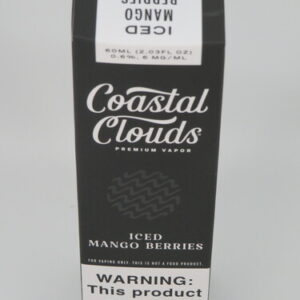 ICED
MANGO
BERRIES
60ML (2.03FL OZ)
0.6%, 6 MG/ML
Coastal
Clouds
PREMIUM VAPOR
ICED
MANGO BERRIES
FOR VAPING ONLY. THIS IS NOT A FOOD PRODUCT.
WARNING:
This product